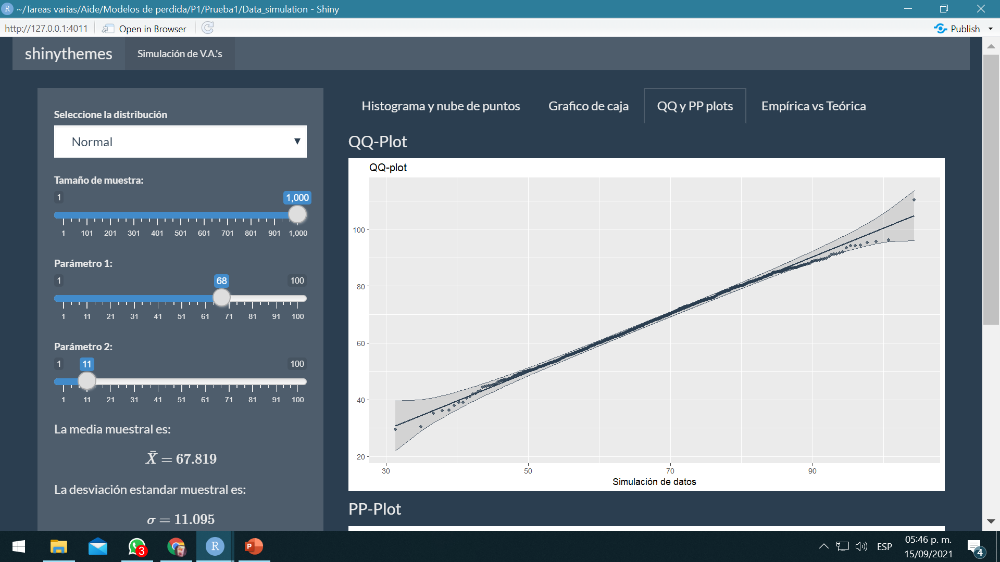 R ~/Tareas varias/Aide/Modelos de perdida/P1/Prueba1/Data_simulation - Shiny
http://127.0.0.1:4011 Open in Browser Publish
shinythemes Simulación de V.A.'s
Seleccione la distribución
Normal
Tamaño de muestra:
1 1,000
1 101 201 301 401 501 601 701 801 901 1,000
Parámetro 1:
1 68 100
1 11 21 31 41 51 61 71 81 91 100
Parámetro 2:
1 11 100
1 11 21 31 41 51 61 71 81 91 100
La media muestral es:
X̄ = 67.819
La desviación estandar muestral es:
σ = 11.095
Histograma y nube de puntos Grafico de caja QQ y PP plots Empírica vs Teórica
QQ-Plot
QQ-plot
100
80
60
40
20
30 50 70 90
Simulación de datos
PP-Plot
3 R P ESP 05:46 p. m.
15/09/2021 4